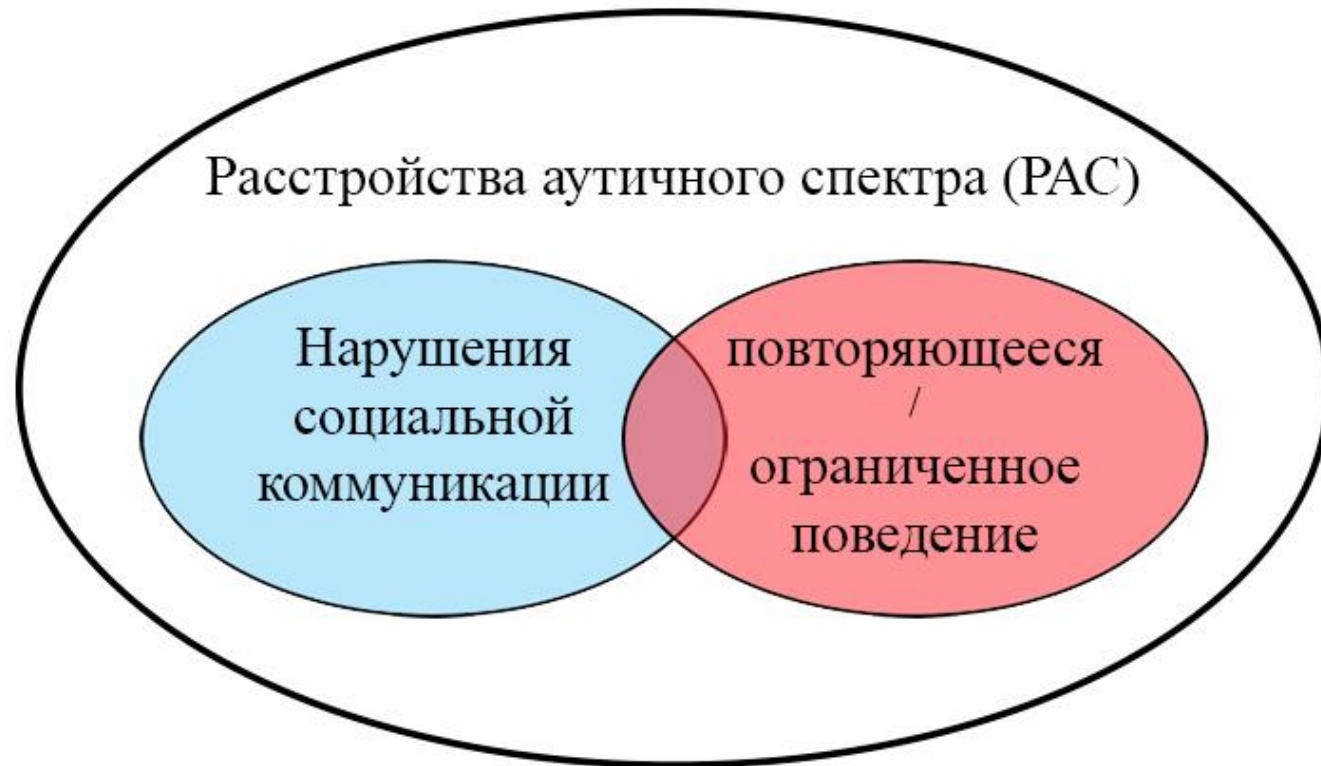 Расстройства аутичного спектра (РАС)
Нарушения
социальной
коммуникации
повторяющееся
/
ограниченное
поведение